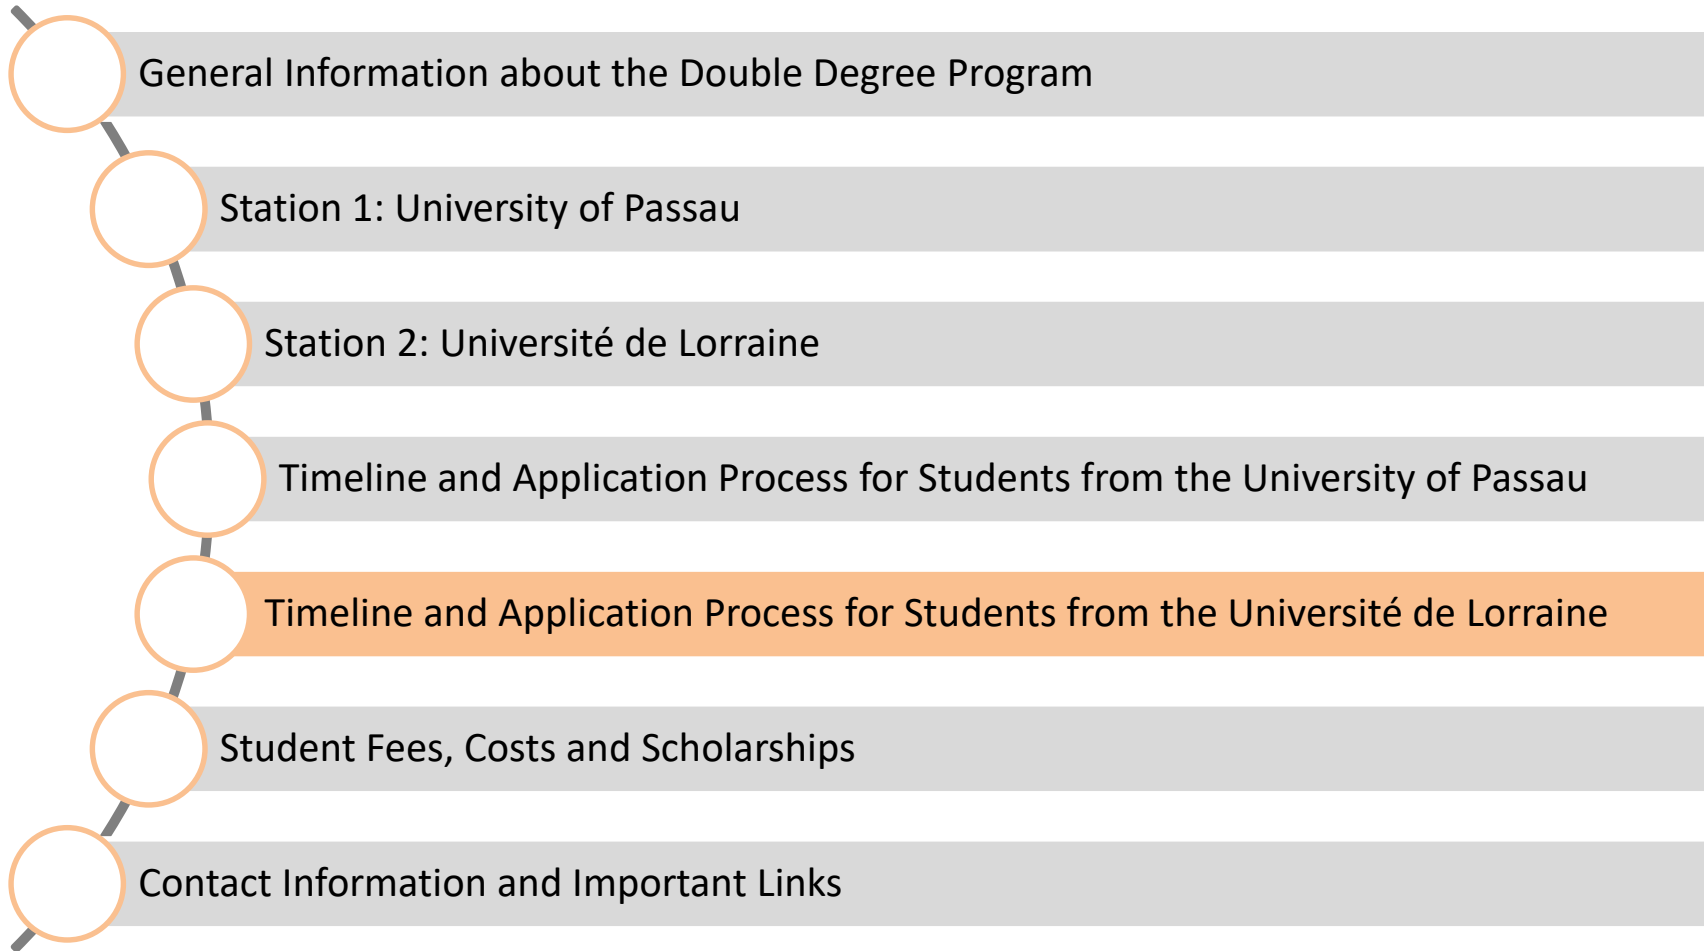 General Information about the Double Degree Program
Station 1: University of Passau
Station 2: Université de Lorraine
Timeline and Application Process for Students from the University of Passau
Timeline and Application Process for Students from the Université de Lorraine
Student Fees, Costs and Scholarships
Contact Information and Important Links